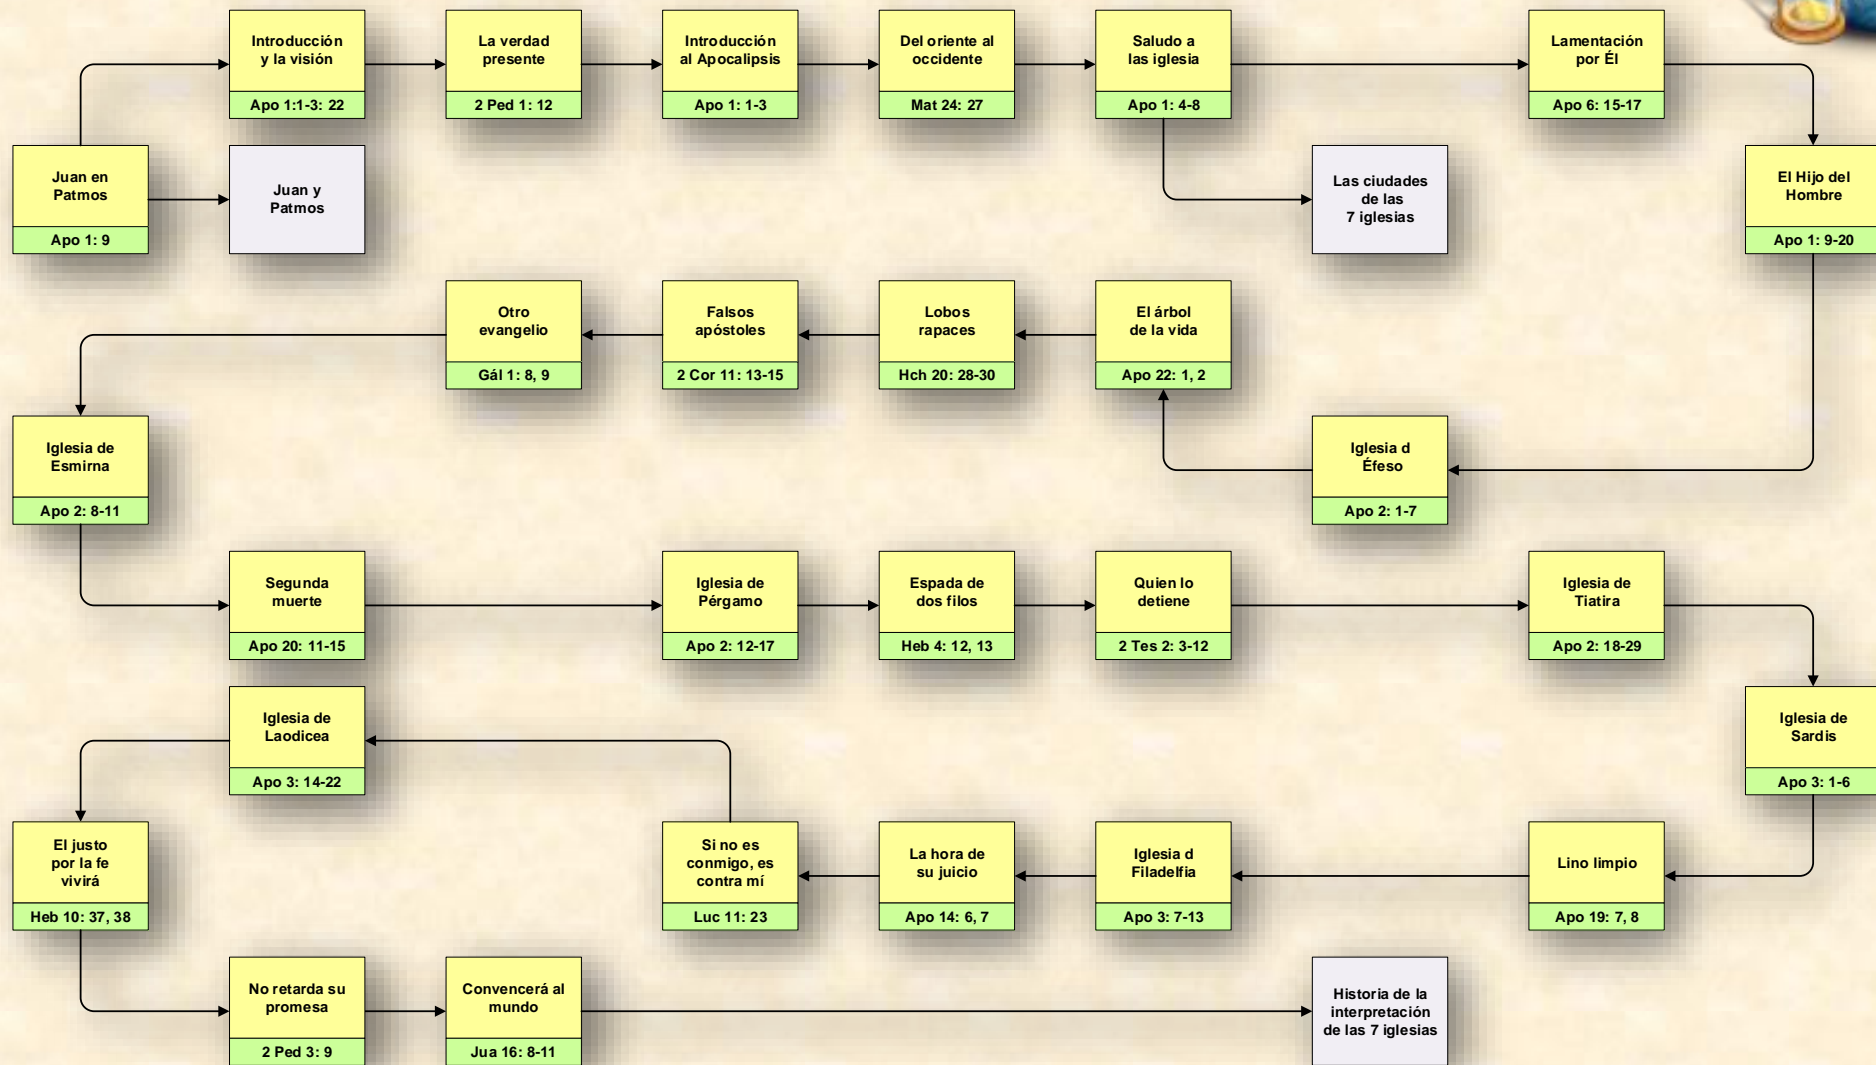 Introducción
y la visión
Apo 1:1-3: 22
La verdad
presente
2 Ped 1: 12
Introducción
al Apocalipsis
Apo 1: 1-3
Del oriente al
occidente
Mat 24: 27
Saludo a
las iglesia
Apo 1: 4-8
Lamentación
por Él
Apo 6: 15-17
Juan en
Patmos
Apo 1: 9
Juan y
Patmos
Las ciudades
de las
7 iglesias
El Hijo del
Hombre
Apo 1: 9-20
Otro
evangelio
Gál 1: 8, 9
Falsos
apóstoles
2 Cor 11: 13-15
Lobos
rapaces
Hch 20: 28-30
El árbol
de la vida
Apo 22: 1, 2
Iglesia de
Esmirna
Apo 2: 8-11
Iglesia d
Éfeso
Apo 2: 1-7
Segunda
muerte
Apo 20: 11-15
Iglesia de
Pérgamo
Apo 2: 12-17
Espada de
dos filos
Heb 4: 12, 13
Quien lo
detiene
2 Tes 2: 3-12
Iglesia de
Tiatira
Apo 2: 18-29
Iglesia de
Laodicea
Apo 3: 14-22
Iglesia de
Sardis
Apo 3: 1-6
El justo
por la fe
vivirá
Heb 10: 37, 38
Si no es
conmigo, es
contra mí
Luc 11: 23
La hora de
su juicio
Apo 14: 6, 7
Iglesia d
Filadelfia
Apo 3: 7-13
Lino limpio
Apo 19: 7, 8
No retarda su
promesa
2 Ped 3: 9
Convencerá al
mundo
Jua 16: 8-11
Historia de la
interpretación
de las 7 iglesias